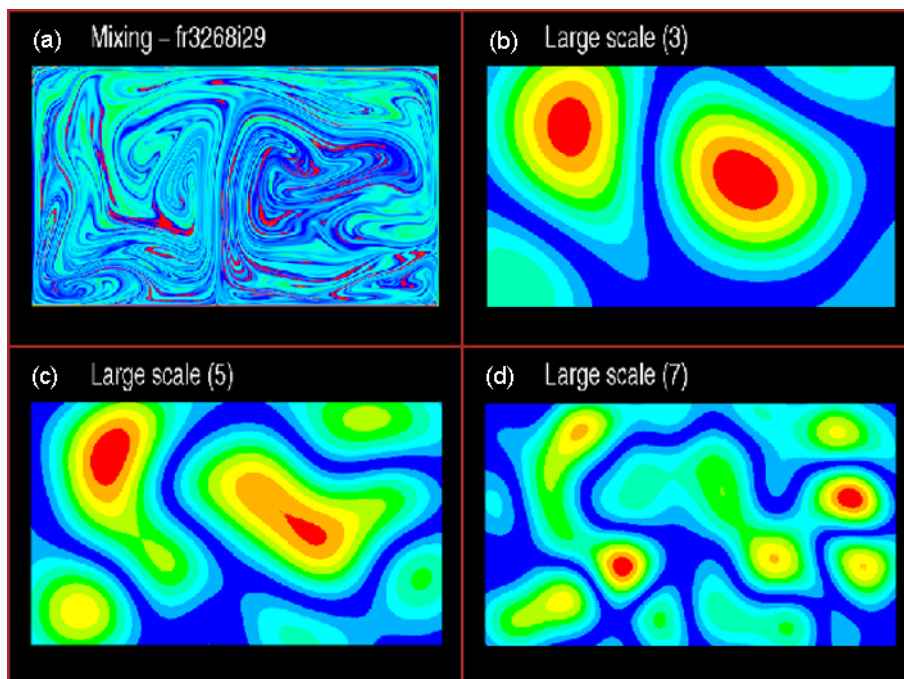 (a) Mixing – fr3268i29
(b) Large scale (3)
(c) Large scale (5)
(d) Large scale (7)